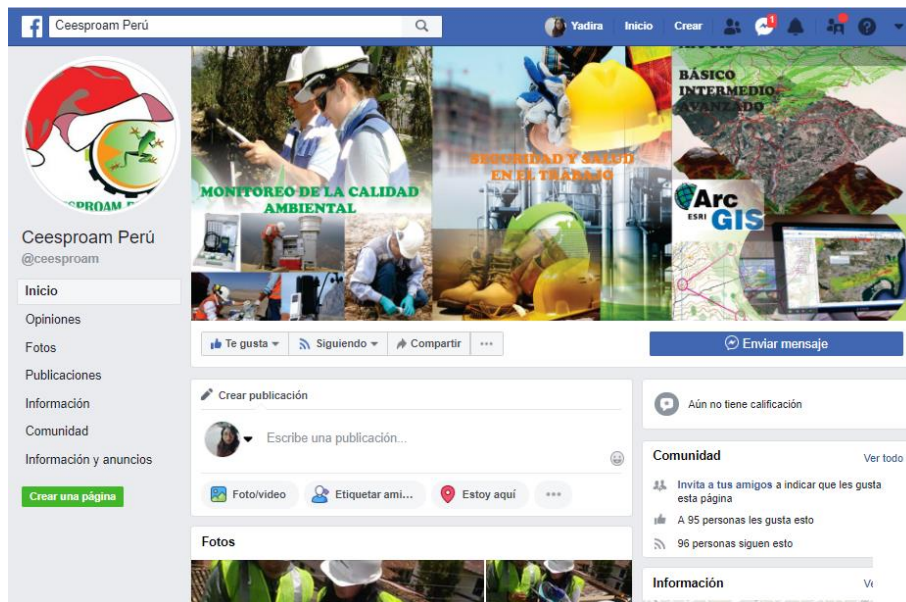 Ceesproam Perú
Yadira Inicio Crear
1
BÁSICO
INTERMEDIO
AVANZADO
MONITOREO DE LA CALIDAD
AMBIENTAL
SEGURIDAD Y SALUD
EN EL TRABAJO
Arc
ESRI GIS
Ceesproam Perú
@ceesproam
Inicio
Opiniones
Fotos
Publicaciones
Información
Comunidad
Información y anuncios
Crear una página
Te gusta Siguiendo Compartir ...
Enviar mensaje
Crear publicación
Escribe una publicación...
Foto/video Etiquetar ami... Estoy aquí ...
Fotos
Aún no tiene calificación
Comunidad Ver todo
Invita a tus amigos a indicar que les gusta
esta página
A 95 personas les gusta esto
96 personas siguen esto
Información